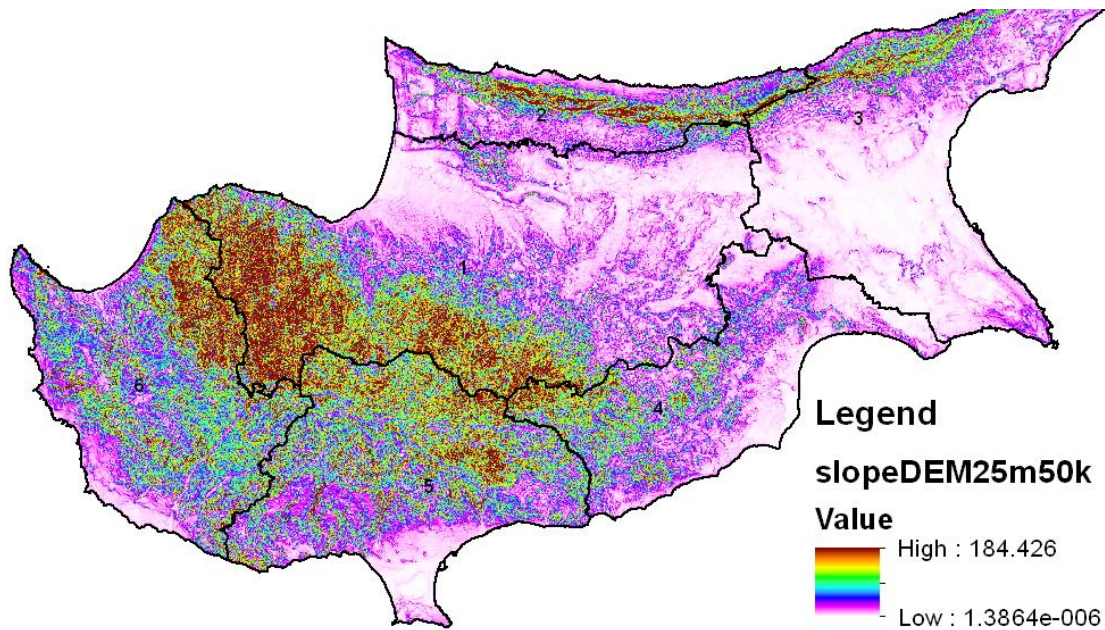 2
3
1
6
4
5
Legend
slopeDEM25m50k
Value
High : 184.426
Low : 1.3864e-006